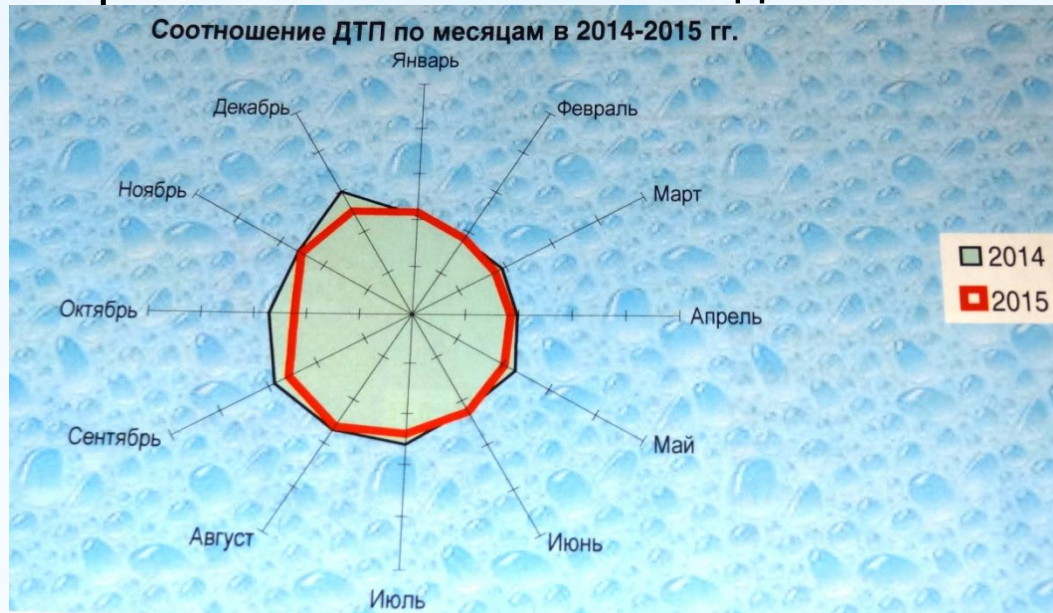 Соотношение ДТП по месяцам в 2014-2015 гг.
Январь
Февраль
Март
Апрель
Май
Июнь
Июль
Август
Сентябрь
Октябрь
Ноябрь
Декабрь
2014
2015